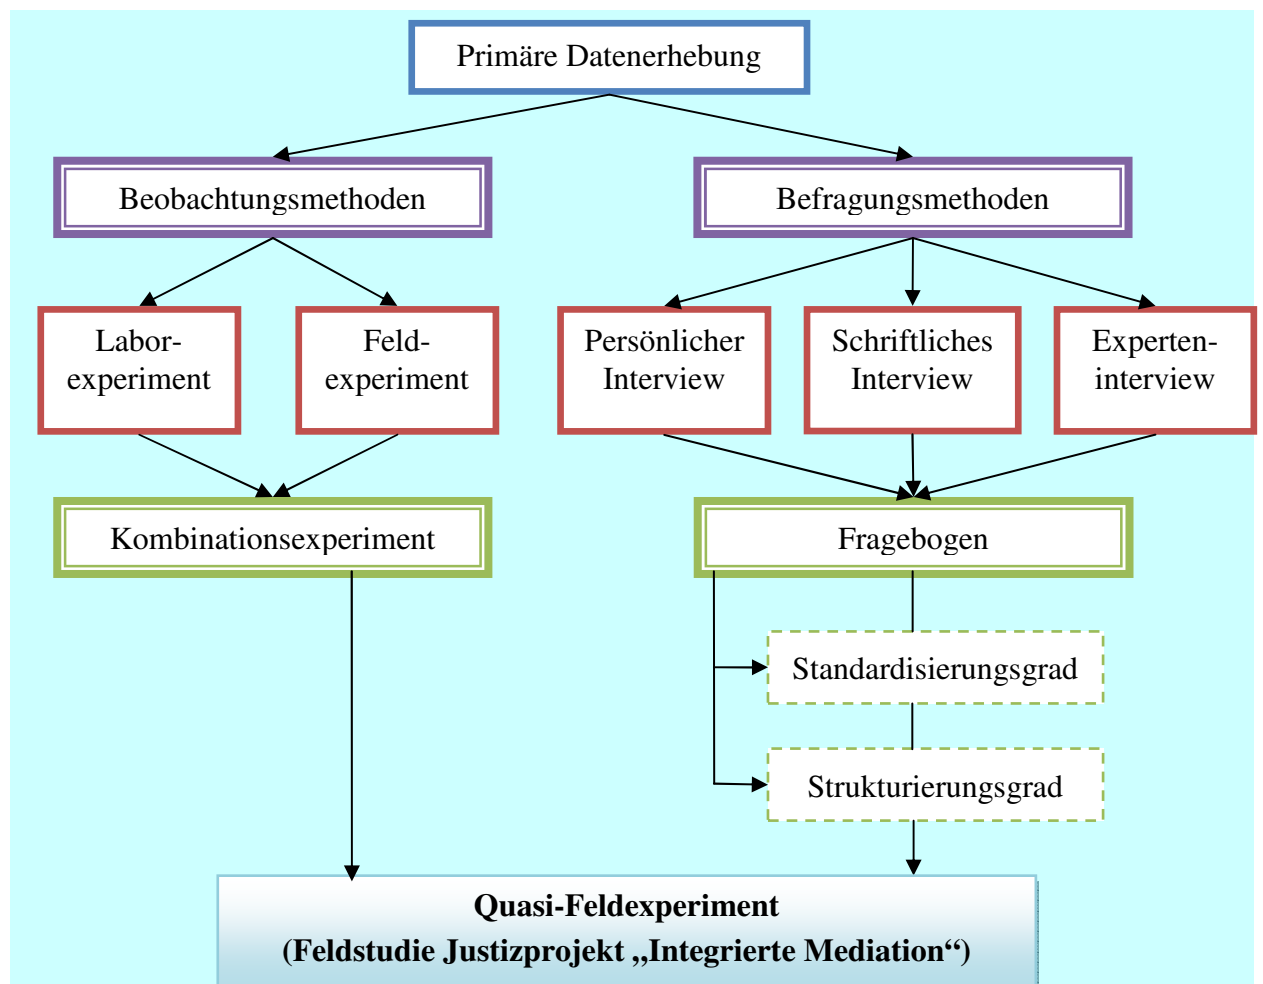 Primäre Datenerhebung
Beobachtungsmethoden
Befragungsmethoden
Labor-
experiment
Feld-
experiment
Persönlicher
Interview
Schriftliches
Interview
Experten-
interview
Kombinationsexperiment
Fragebogen
Standardisierungsgrad
Strukturierungsgrad
Quasi-Feldexperiment
(Feldstudie Justizprojekt „Integrierte Mediation“)